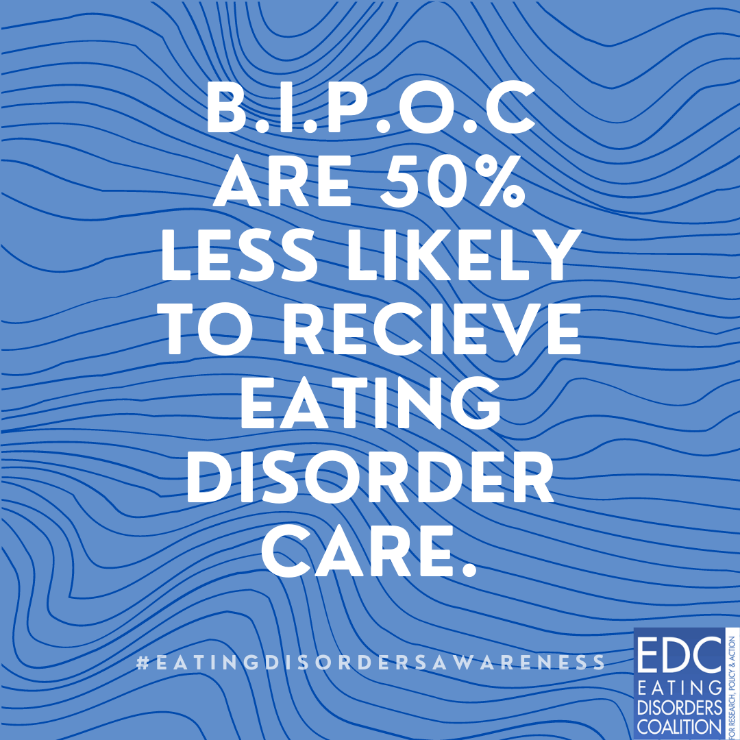 B.I.P.O.C
ARE 50%
LESS LIKELY
TO RECIEVE
EATING
DISORDER
CARE.
#EATINGDISORDERSAWARENESS
EDC
EATING
DISORDERS
COALITION
FOR RESEARCH, POLICY & ACTION